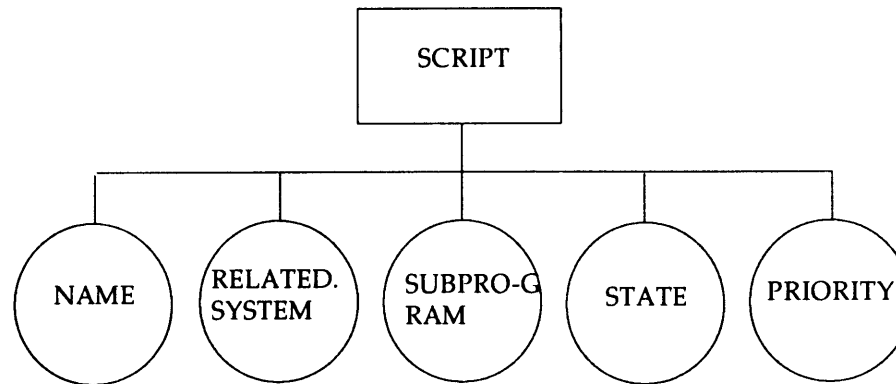 SCRIPT
NAME
RELATED.
SYSTEM
SUBPRO-G
RAM
STATE
PRIORITY